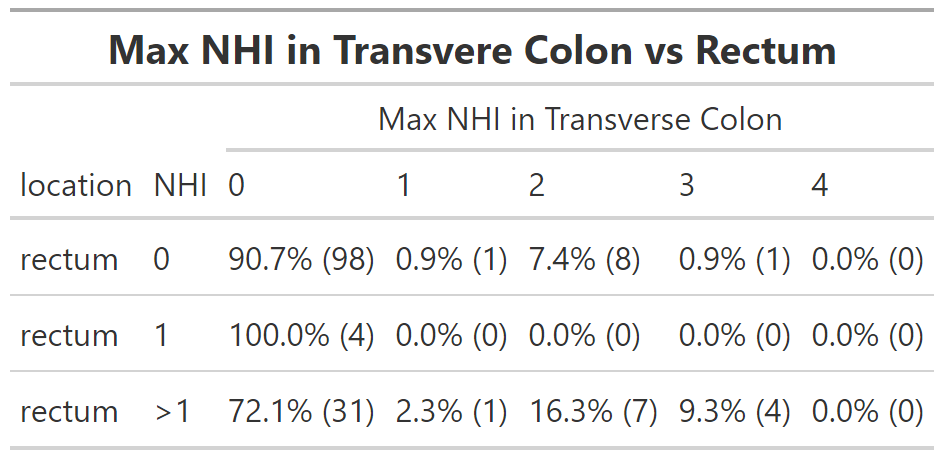 Max NHI in Transvere Colon vs Rectum
Max NHI in Transverse Colon
location NHI 0 1 2 3 4
rectum 0 90.7% (98) 0.9% (1) 7.4% (8) 0.9% (1) 0.0% (0)
rectum 1 100.0% (4) 0.0% (0) 0.0% (0) 0.0% (0) 0.0% (0)
rectum >1 72.1% (31) 2.3% (1) 16.3% (7) 9.3% (4) 0.0% (0)